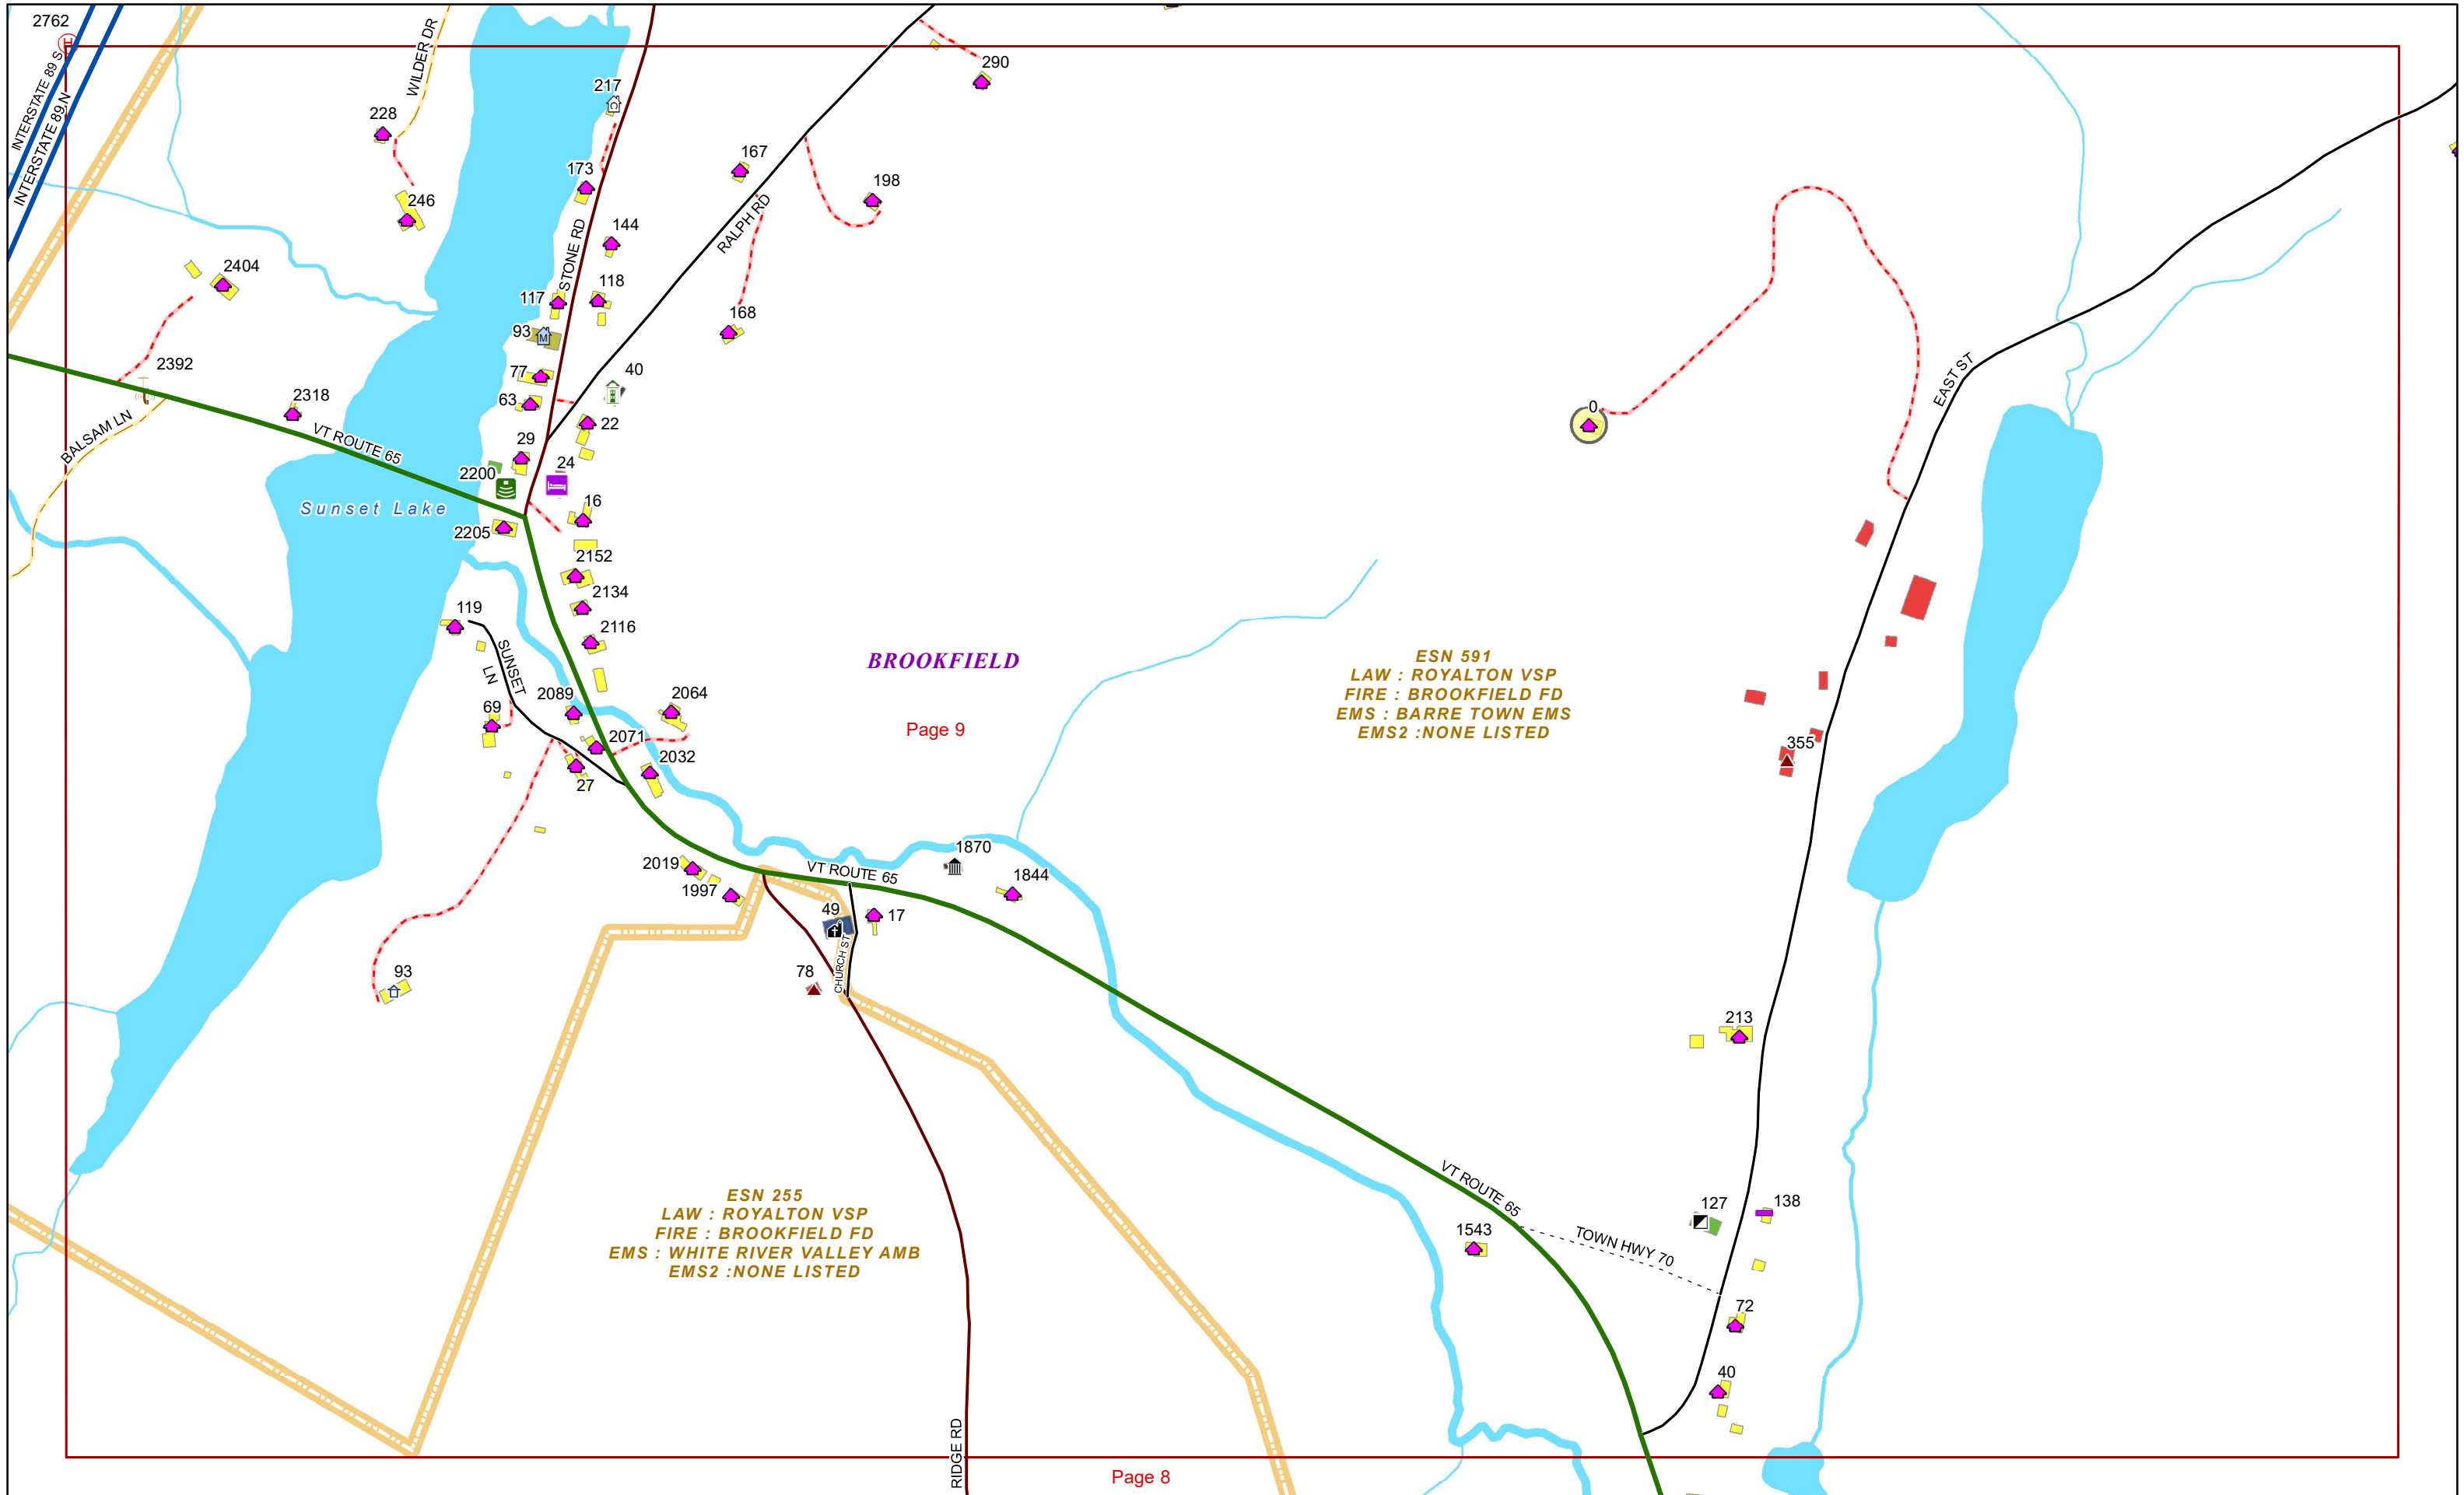 2762
INTERSTATE 89 S
INTERSTATE 89 N
WILDER DR
290
217
228
167
173
198
246
RALPH RD
144
STONE RD
2404
118
117
168
93
2392
77
40
EAST ST
2318
63
0
BALSAM LN
VT ROUTE 65
22
29
24
2200
Sunset Lake
16
2205
2152
2134
119
2116
SUNSET
LN
BROOKFIELD
ESN 591
LAW : ROYALTON VSP
FIRE : BROOKFIELD FD
EMS : BARRE TOWN EMS
EMS2 :NONE LISTED
2089
2064
69
Page 9
2071
355
2032
27
1870
2019
VT ROUTE 65
1844
1997
49
17
CHURCH ST
93
78
213
ESN 255
LAW : ROYALTON VSP
FIRE : BROOKFIELD FD
EMS : WHITE RIVER VALLEY AMB
EMS2 :NONE LISTED
VT ROUTE 65
127
138
1543
TOWN HWY 70
72
40
RIDGE RD
Page 8